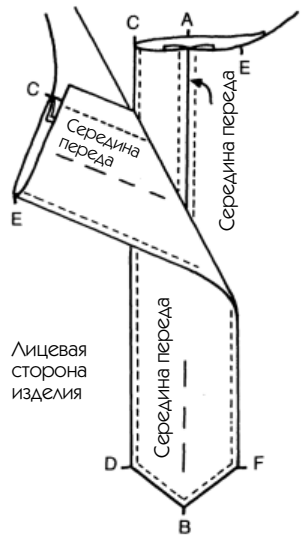 C
A
E
Середина переда
C
Середина
переда
E
Середина переда
Лицевая
сторона
изделия
D
F
B